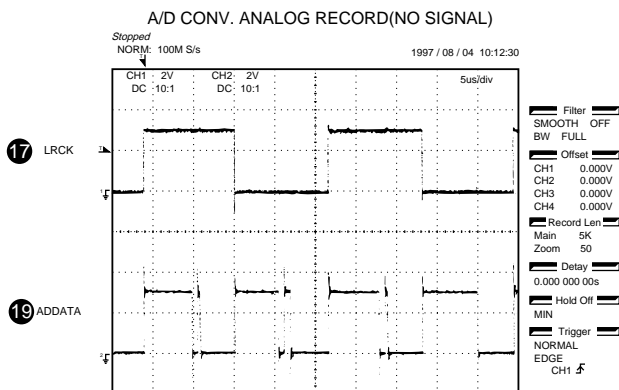 A/D CONV. ANALOG RECORD(NO SIGNAL)
Stopped
NORM: 100M S/s
1997 / 08 / 04 10:12:30
CH1 2V
DC 10:1
CH2 2V
DC 10:1
5us/div
17 LRCK
19 ADDATA
Filter
SMOOTH OFF
BW FULL
Offset
CH1 0.000V
CH2 0.000V
CH3 0.000V
CH4 0.000V
Record Len
Main 5K
Zoom 50
Delay
0.000 000 00s
Hold Off
MIN
Trigger
NORMAL
EDGE
CH1